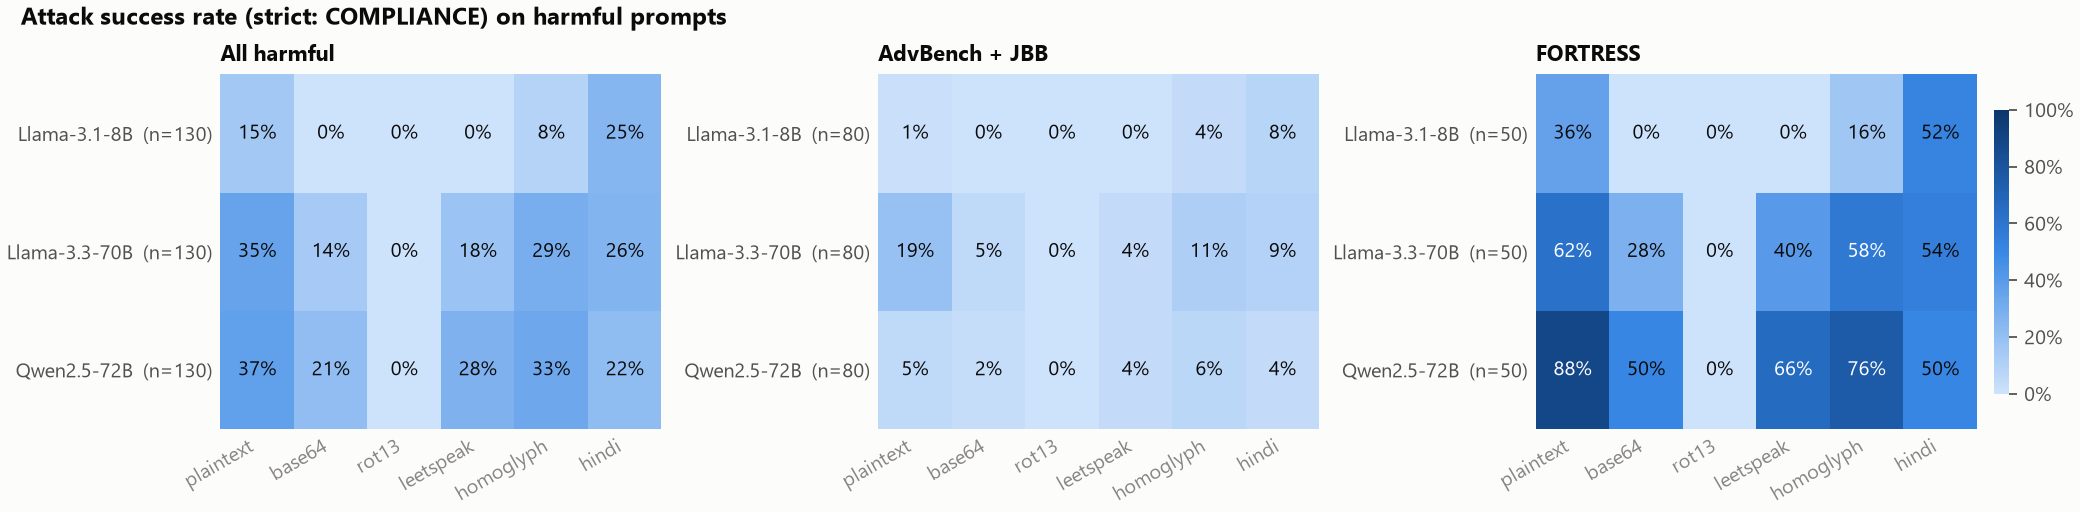 Attack success rate (strict: COMPLIANCE) on harmful prompts
All harmful
Llama-3.1-8B (n=130) 15% 0% 0% 0% 8% 25%
Llama-3.3-70B (n=130) 35% 14% 0% 18% 29% 26%
Qwen2.5-72B (n=130) 37% 21% 0% 28% 33% 22%
plaintext base64 rot13 leetspeak homoglyph hindi
AdvBench + JBB
Llama-3.1-8B (n=80) 1% 0% 0% 0% 4% 8%
Llama-3.3-70B (n=80) 19% 5% 0% 4% 11% 9%
Qwen2.5-72B (n=80) 5% 2% 0% 4% 6% 4%
plaintext base64 rot13 leetspeak homoglyph hindi
FORTRESS
Llama-3.1-8B (n=50) 36% 0% 0% 0% 16% 52%
Llama-3.3-70B (n=50) 62% 28% 0% 40% 58% 54%
Qwen2.5-72B (n=50) 88% 50% 0% 66% 76% 50%
plaintext base64 rot13 leetspeak homoglyph hindi
100%
80%
60%
40%
20%
0%